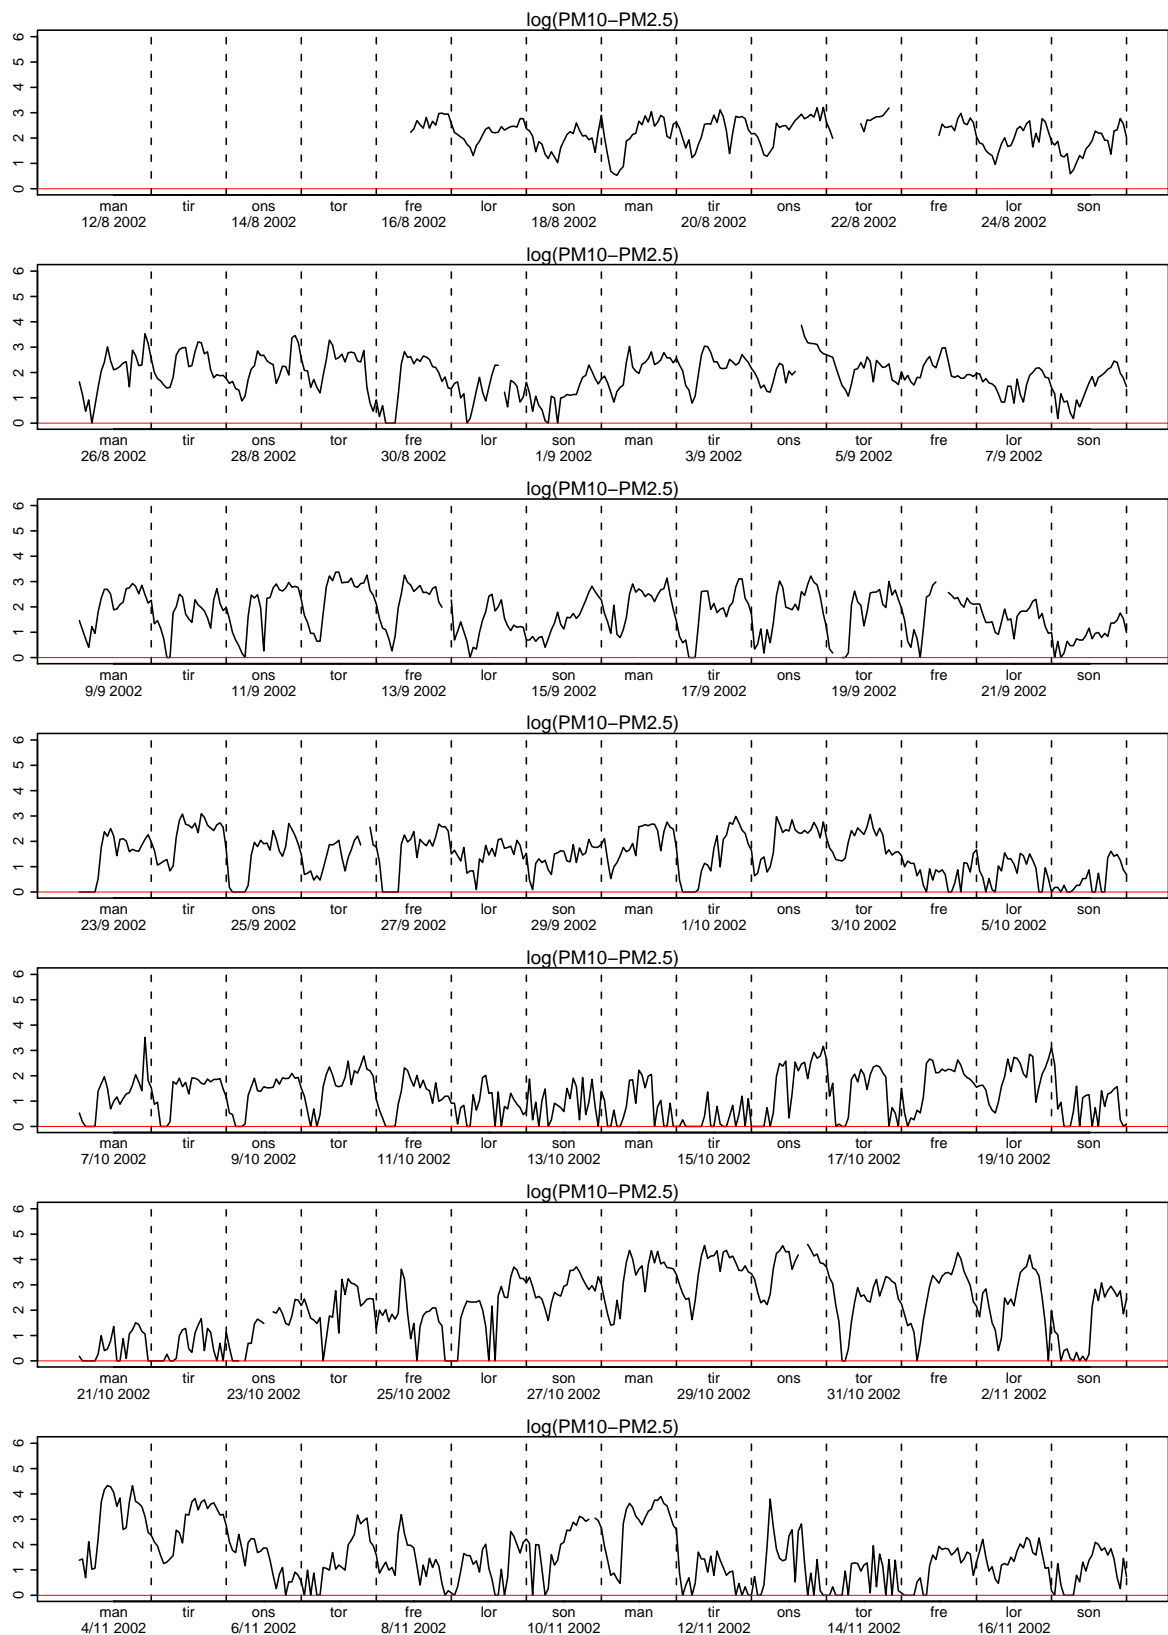 log(PM10−PM2.5)
6
5
4
3
2
1
0
man tir ons tor fre lor son man tir ons tor fre lor son
12/8 2002 14/8 2002 16/8 2002 18/8 2002 20/8 2002 22/8 2002 24/8 2002
log(PM10−PM2.5)
6
5
4
3
2
1
0
man tir ons tor fre lor son man tir ons tor fre lor son
26/8 2002 28/8 2002 30/8 2002 1/9 2002 3/9 2002 5/9 2002 7/9 2002
log(PM10−PM2.5)
6
5
4
3
2
1
0
man tir ons tor fre lor son man tir ons tor fre lor son
9/9 2002 11/9 2002 13/9 2002 15/9 2002 17/9 2002 19/9 2002 21/9 2002
log(PM10−PM2.5)
6
5
4
3
2
1
0
man tir ons tor fre lor son man tir ons tor fre lor son
23/9 2002 25/9 2002 27/9 2002 29/9 2002 1/10 2002 3/10 2002 5/10 2002
log(PM10−PM2.5)
6
5
4
3
2
1
0
man tir ons tor fre lor son man tir ons tor fre lor son
7/10 2002 9/10 2002 11/10 2002 13/10 2002 15/10 2002 17/10 2002 19/10 2002
log(PM10−PM2.5)
6
5
4
3
2
1
0
man tir ons tor fre lor son man tir ons tor fre lor son
21/10 2002 23/10 2002 25/10 2002 27/10 2002 29/10 2002 31/10 2002 2/11 2002
log(PM10−PM2.5)
6
5
4
3
2
1
0
man tir ons tor fre lor son man tir ons tor fre lor son
4/11 2002 6/11 2002 8/11 2002 10/11 2002 12/11 2002 14/11 2002 16/11 2002